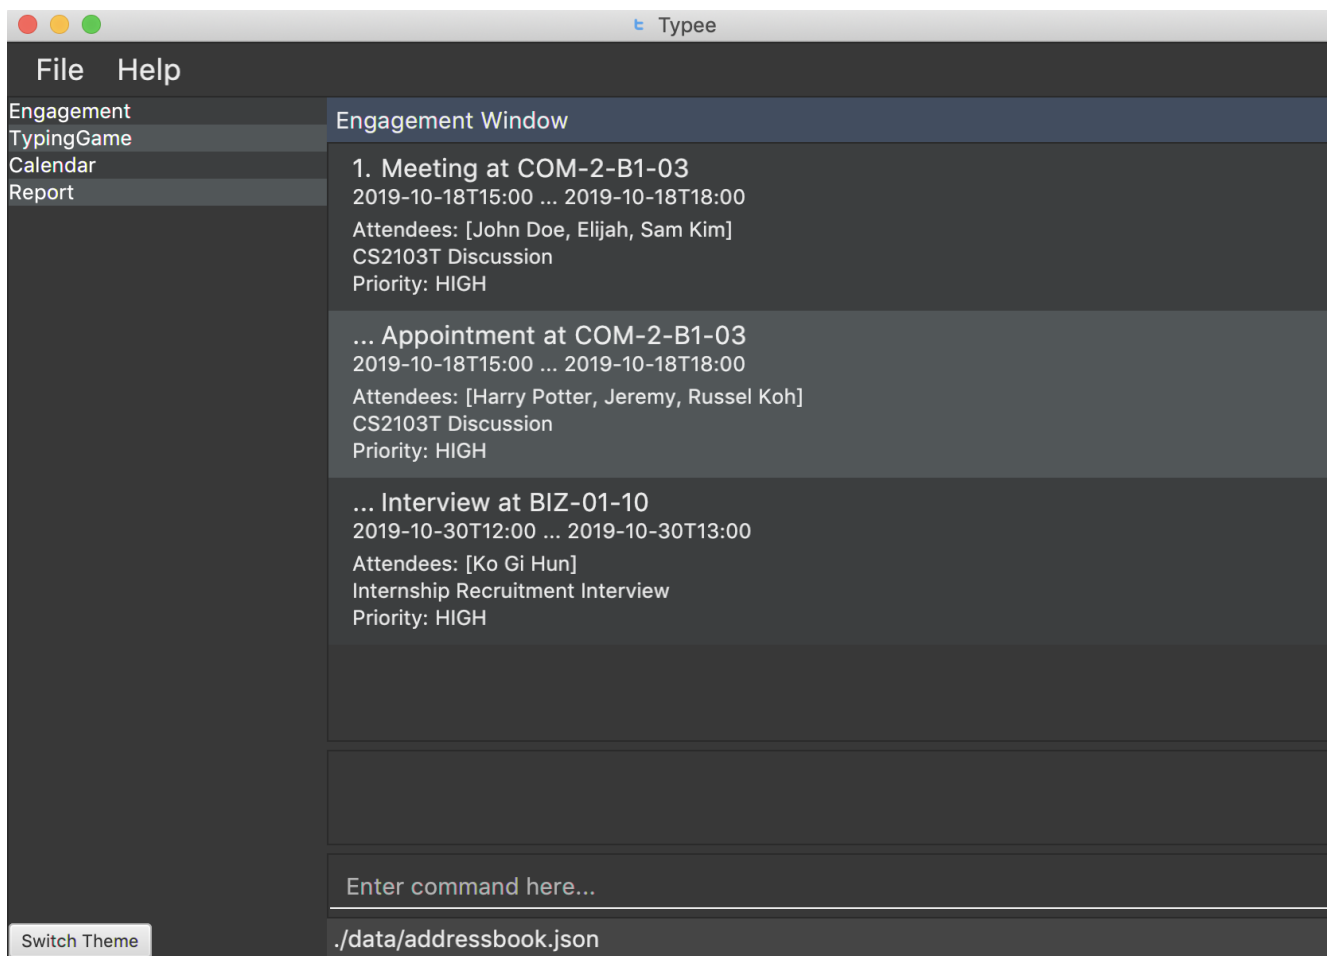 Typee
File Help
Engagement
TypingGame
Calendar
Report
Engagement Window
1. Meeting at COM-2-B1-03
2019-10-18T15:00 ... 2019-10-18T18:00
Attendees: [John Doe, Elijah, Sam Kim]
CS2103T Discussion
Priority: HIGH
... Appointment at COM-2-B1-03
2019-10-18T15:00 ... 2019-10-18T18:00
Attendees: [Harry Potter, Jeremy, Russel Koh]
CS2103T Discussion
Priority: HIGH
... Interview at BIZ-01-10
2019-10-30T12:00 ... 2019-10-30T13:00
Attendees: [Ko Gi Hun]
Internship Recruitment Interview
Priority: HIGH
Enter command here...
Switch Theme
./data/addressbook.json